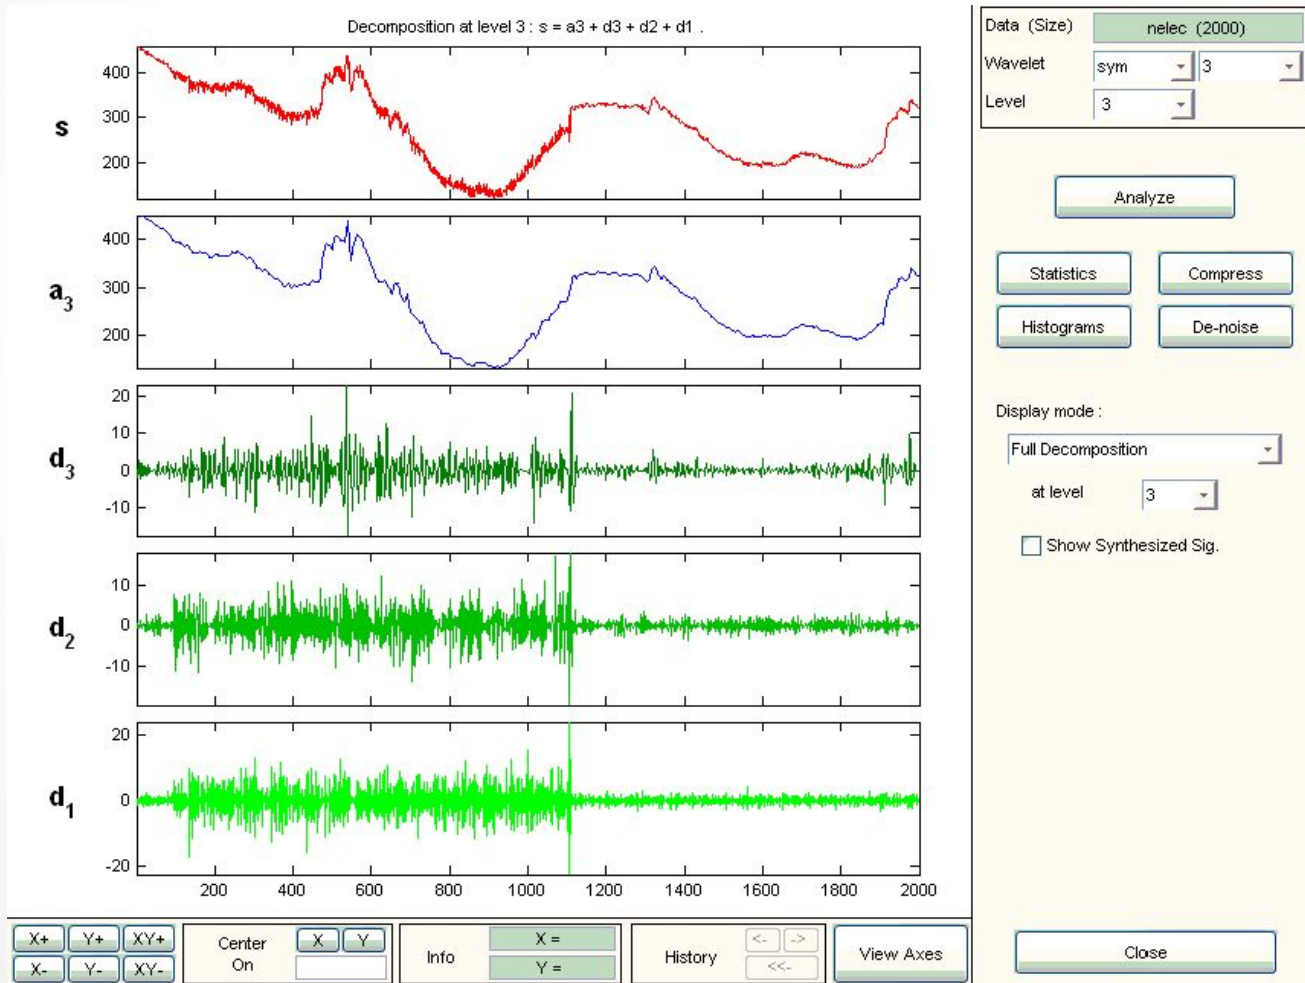 Decomposition at level 3 : s = a3 + d3 + d2 + d1 .
s
400
300
200
a3
400
300
200
d3
20
10
0
-10
d2
10
0
-10
d1
20
0
-20
200 400 600 800 1000 1200 1400 1600 1800 2000
Data (Size) nelec (2000)
Wavelet sym 3
Level 3
Analyze
Statistics Compress
Histograms De-noise
Display mode :
Full Decomposition
at level 3
Show Synthesized Sig.
X+ Y+ XY+
X- Y- XY-
Center
On
X Y
Info
X =
Y =
History
<- ->
<<-
View Axes
Close